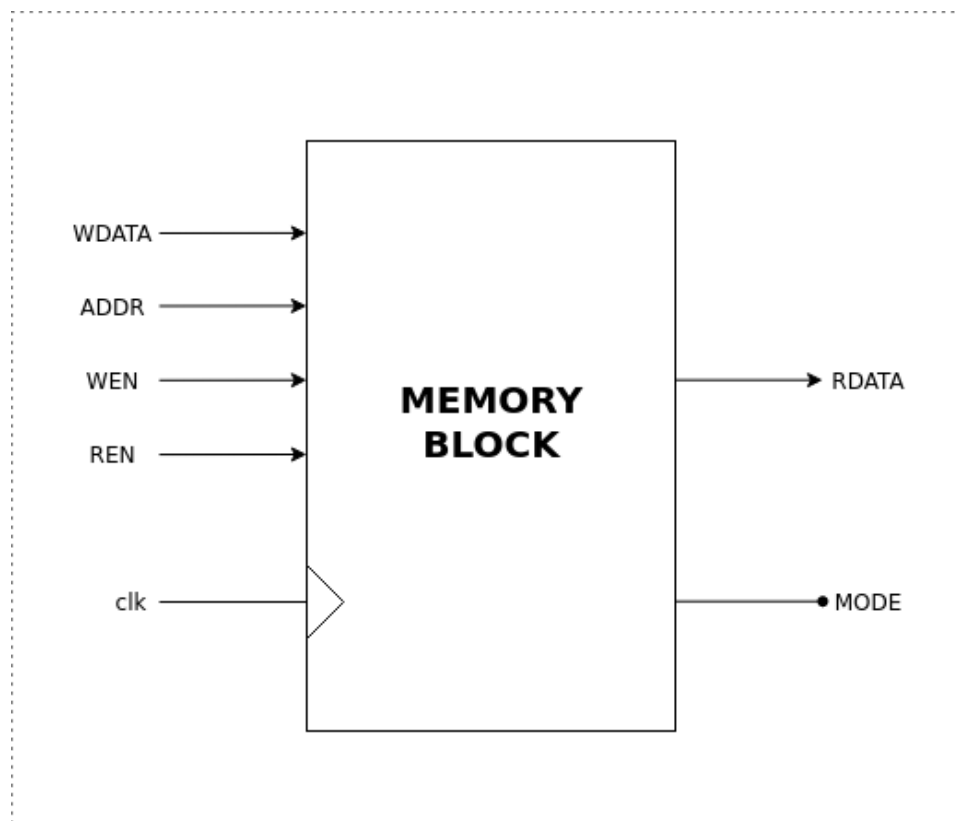 WDATA
ADDR
WEN
REN
clk
MEMORY
BLOCK
RDATA
MODE